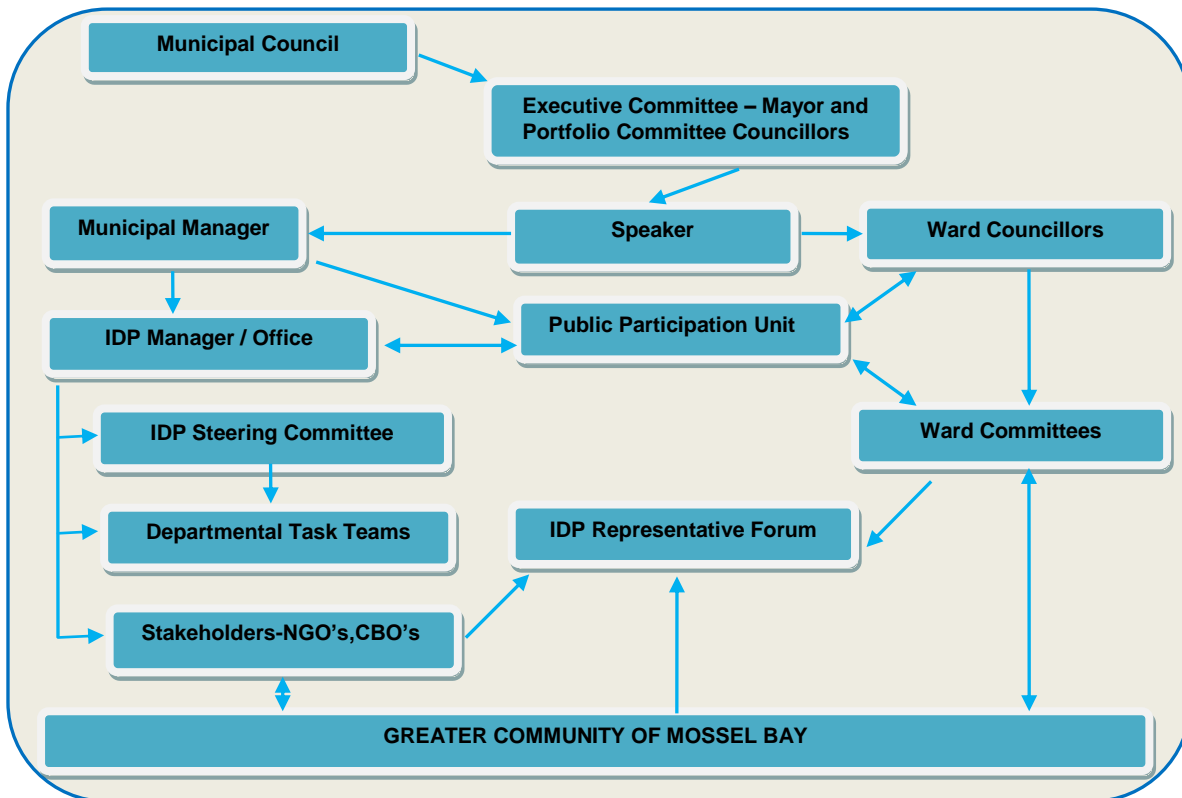 Municipal Council
Executive Committee – Mayor and
Portfolio Committee Councillors
Municipal Manager
Speaker
Ward Councillors
IDP Manager / Office
Public Participation Unit
IDP Steering Committee
Ward Committees
Departmental Task Teams
IDP Representative Forum
Stakeholders-NGO’s,CBO’s
GREATER COMMUNITY OF MOSSEL BAY